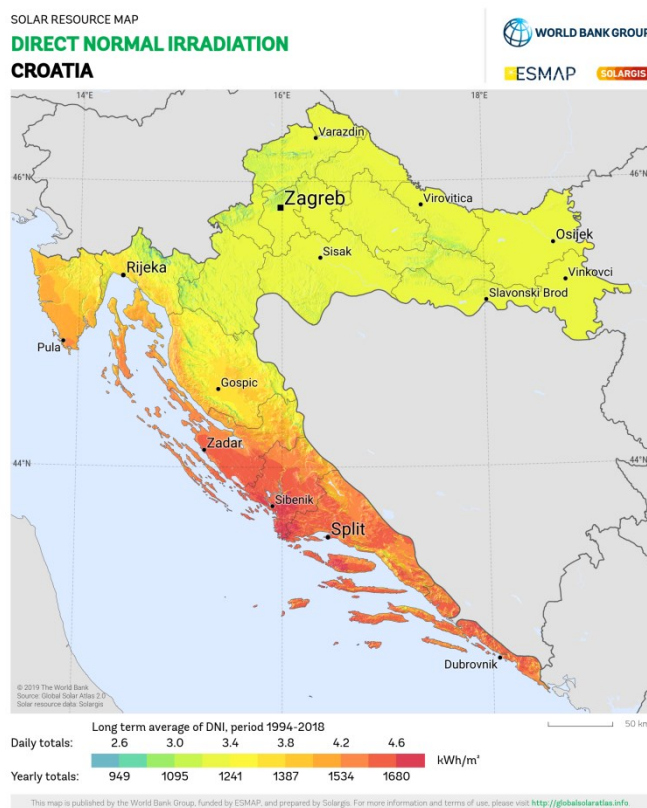 SOLAR RESOURCE MAP
DIRECT NORMAL IRRADIATION
CROATIA
WORLD BANK GROUP
ESMAP
SOLARGIS
14°E
16°E
18°E
Varazdin
46°N
46°N
Zagreb
Virovitica
Osijek
Sisak
Rijeka
Vinkovci
Slavonski Brod
Pula
Gospic
Zadar
44°N
44°N
Sibenik
Split
Dubrovnik
© 2019 The World Bank
Source: Global Solar Atlas 2.0
Solar resource data: Solargis
50 km
Long term average of DNI, period 1994-2018
Daily totals: 2.6 3.0 3.4 3.8 4.2 4.6
kWh/m²
Yearly totals: 949 1095 1241 1387 1534 1680
This map is published by the World Bank Group, funded by ESMAP, and prepared by Solargis. For more information and terms of use, please visit http://globalsolaratlas.info.